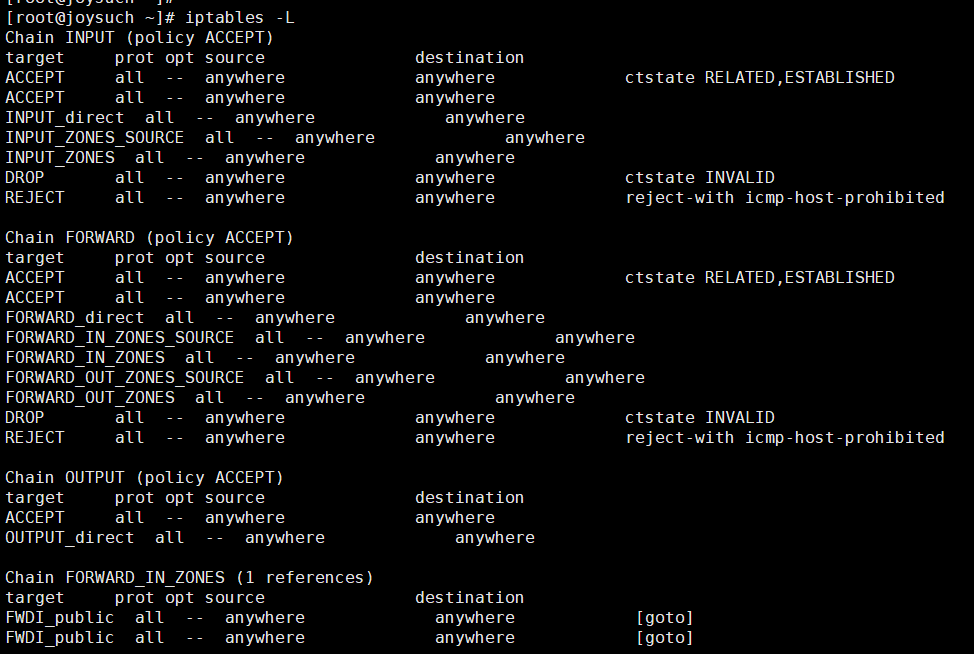 [root@joysuch ~]#
[root@joysuch ~]# iptables -L
Chain INPUT (policy ACCEPT)
target     prot opt source               destination
ACCEPT     all  --  anywhere             anywhere             ctstate RELATED,ESTABLISHED
ACCEPT     all  --  anywhere             anywhere
INPUT_direct  all  --  anywhere             anywhere
INPUT_ZONES_SOURCE  all  --  anywhere             anywhere
INPUT_ZONES  all  --  anywhere             anywhere
DROP       all  --  anywhere             anywhere             ctstate INVALID
REJECT     all  --  anywhere             anywhere             reject-with icmp-host-prohibited

Chain FORWARD (policy ACCEPT)
target     prot opt source               destination
ACCEPT     all  --  anywhere             anywhere             ctstate RELATED,ESTABLISHED
ACCEPT     all  --  anywhere             anywhere
FORWARD_direct  all  --  anywhere             anywhere
FORWARD_IN_ZONES_SOURCE  all  --  anywhere             anywhere
FORWARD_IN_ZONES  all  --  anywhere             anywhere
FORWARD_OUT_ZONES_SOURCE  all  --  anywhere             anywhere
FORWARD_OUT_ZONES  all  --  anywhere             anywhere
DROP       all  --  anywhere             anywhere             ctstate INVALID
REJECT     all  --  anywhere             anywhere             reject-with icmp-host-prohibited

Chain OUTPUT (policy ACCEPT)
target     prot opt source               destination
ACCEPT     all  --  anywhere             anywhere
OUTPUT_direct  all  --  anywhere             anywhere

Chain FORWARD_IN_ZONES (1 references)
target     prot opt source               destination
FWDI_public  all  --  anywhere             anywhere            [goto]
FWDI_public  all  --  anywhere             anywhere            [goto]